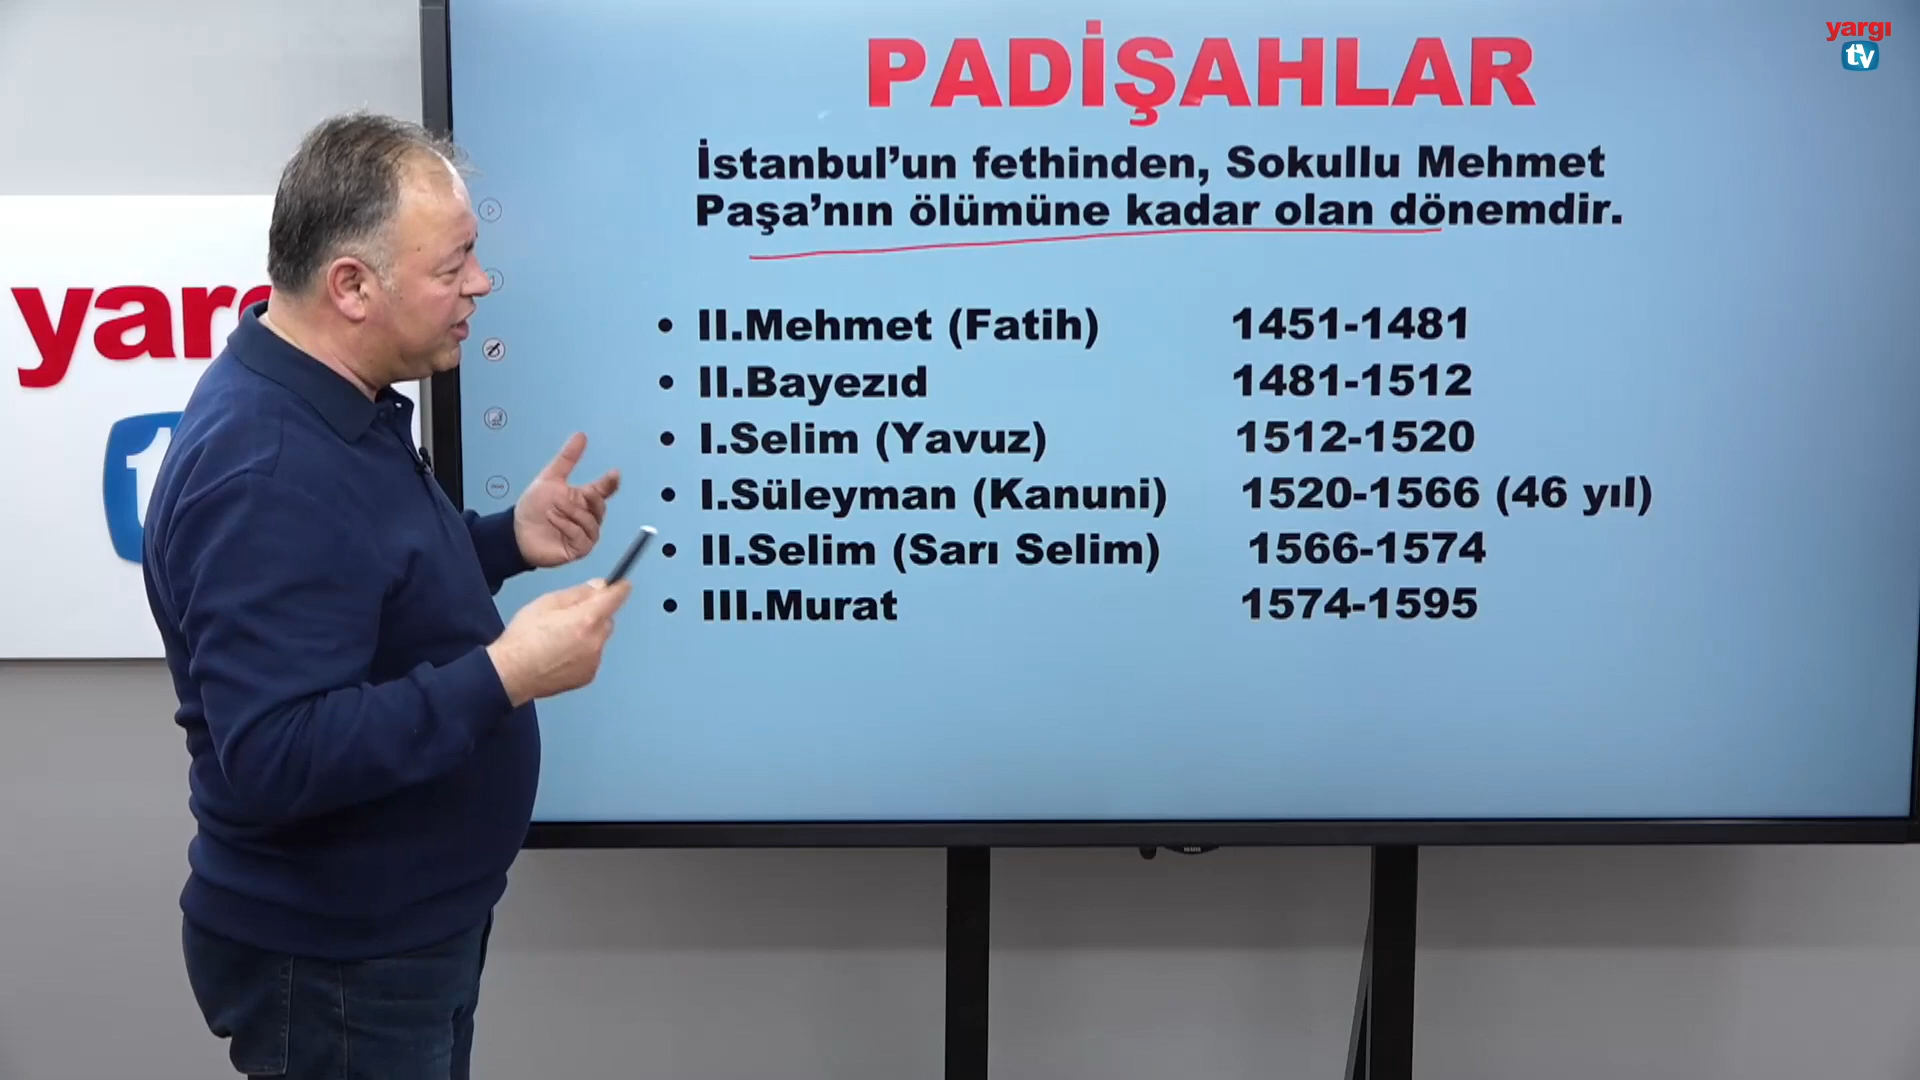 yargı
tv
PADİŞAHLAR
İstanbul’un fethinden, Sokullu Mehmet
Paşa’nın ölümüne kadar olan dönemdir.
• II.Mehmet (Fatih) 1451-1481
• II.Bayezıd 1481-1512
• I.Selim (Yavuz) 1512-1520
• I.Süleyman (Kanuni) 1520-1566 (46 yıl)
• II.Selim (Sarı Selim) 1566-1574
• III.Murat 1574-1595